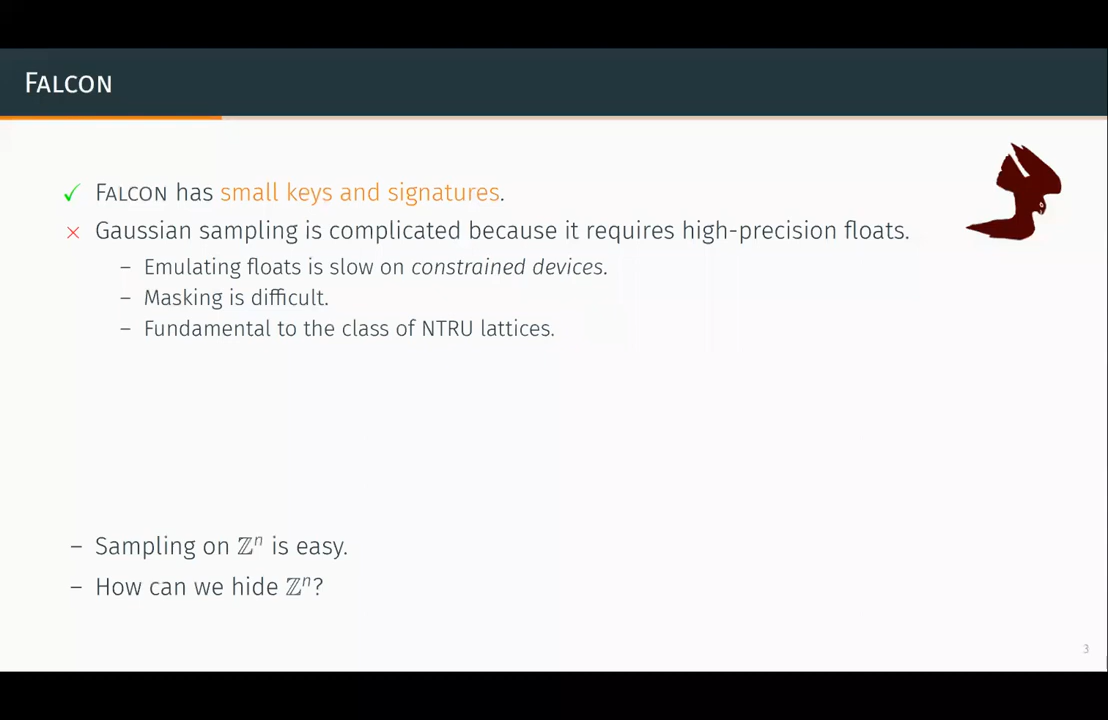 FALCON
✓ FALCON has small keys and signatures.
× Gaussian sampling is complicated because it requires high-precision floats.
– Emulating floats is slow on constrained devices.
– Masking is difficult.
– Fundamental to the class of NTRU lattices.
– Sampling on ℤⁿ is easy.
– How can we hide ℤⁿ?
3